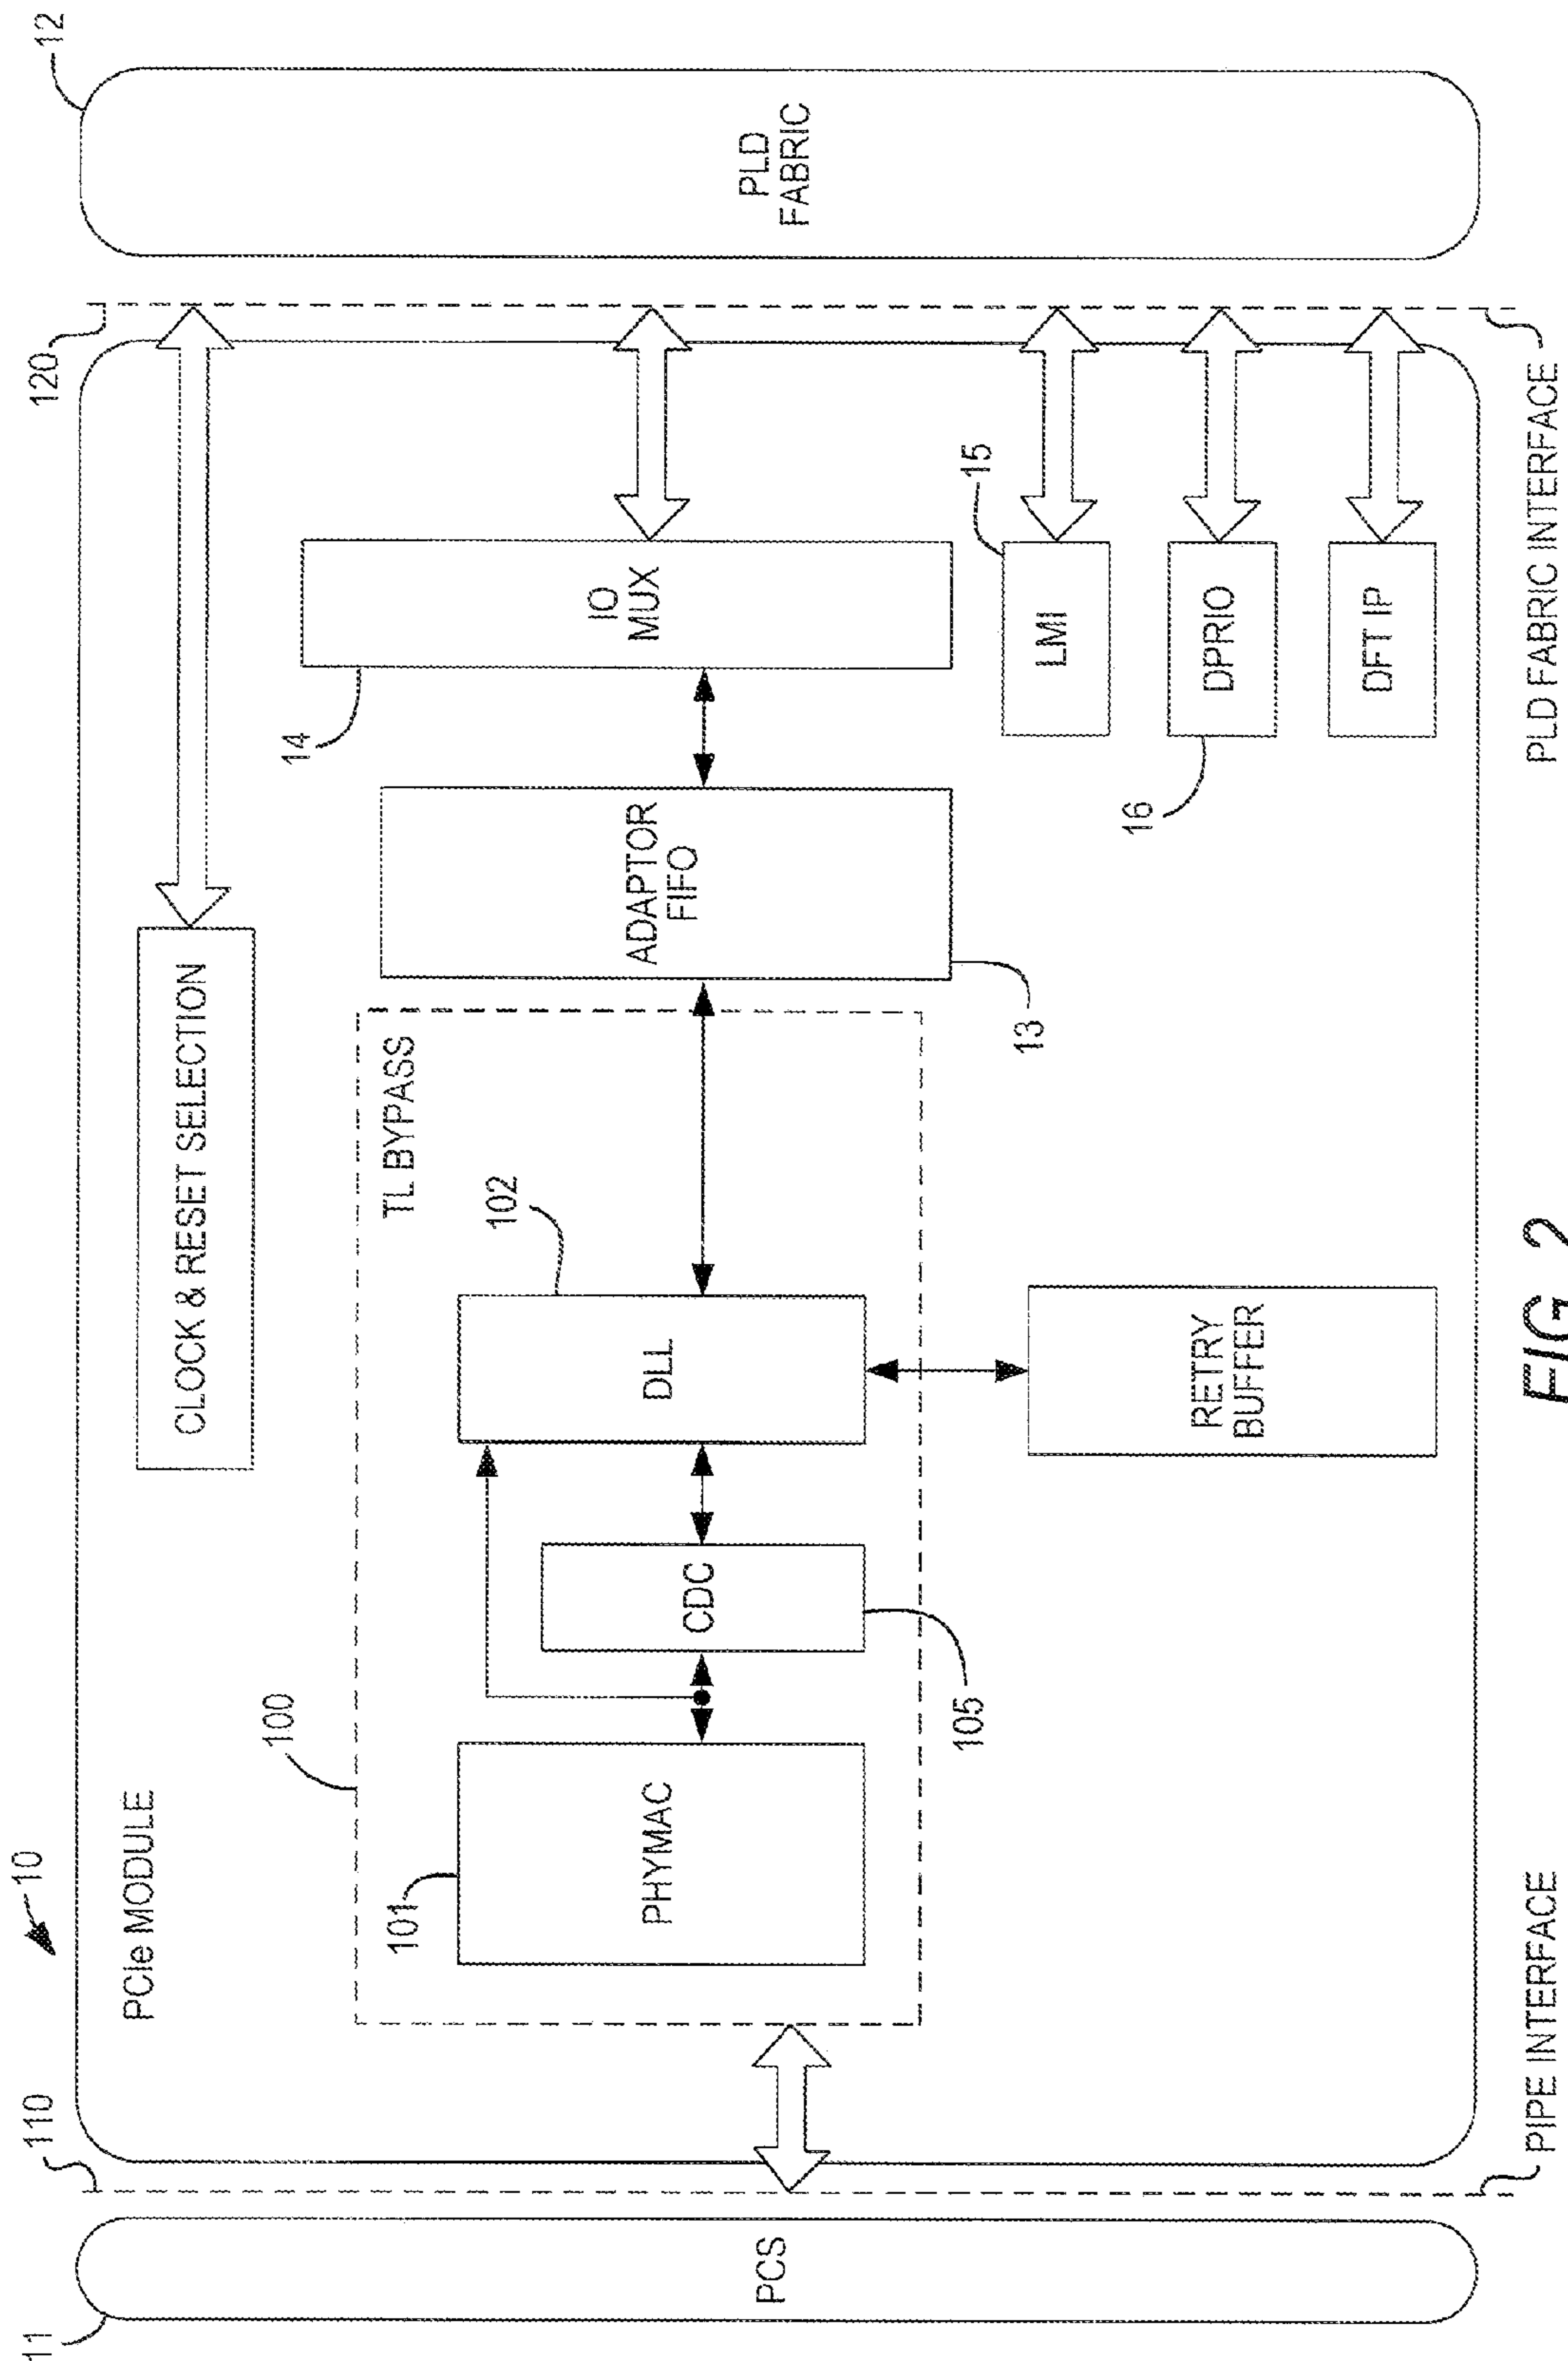 10
11
110
PCS
PCIe MODULE
100
101
PHYMAC
CDC
105
102
DLL
TL BYPASS
RETRY
BUFFER
CLOCK & RESET SELECTION
ADAPTOR
FIFO
13
14
IO
MUX
LMI
15
DPRIO
16
DFT IP
120
12
PLD
FABRIC
PIPE INTERFACE
PLD FABRIC INTERFACE
FIG. 2